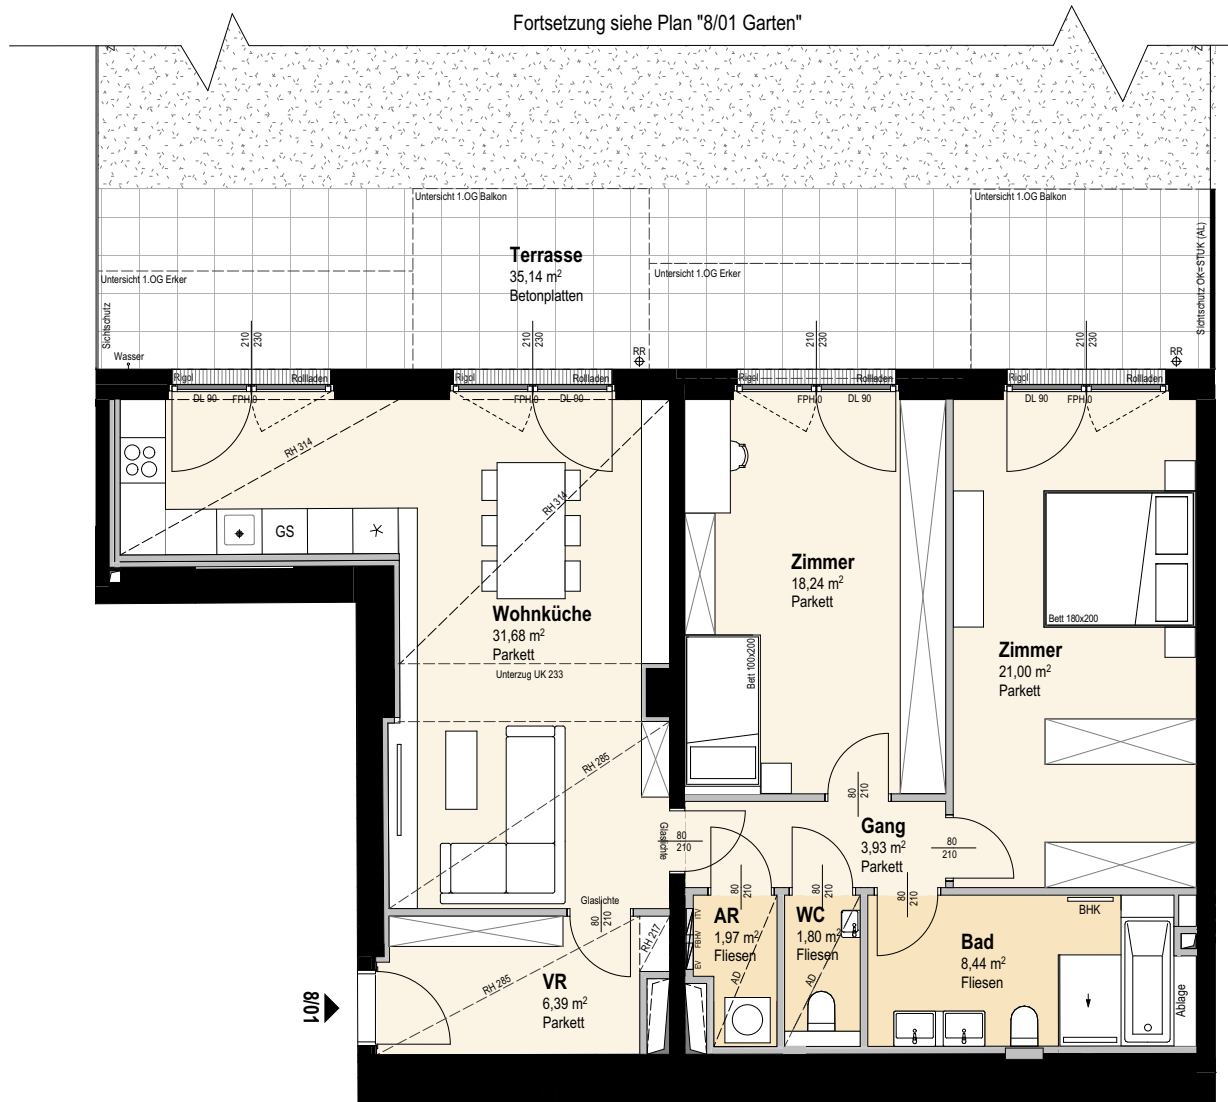 Fortsetzung siehe Plan "8/01 Garten"
Z
Z
Untersicht 1.OG Balkon
Untersicht 1.OG Balkon
Terrasse
35,14 m²
Betonplatten
Untersicht 1.OG Erker
Untersicht 1.OG Erker
Sichtschutz
Sichtschutz OK=STUK (AL)
Wasser
210
230
210
230
RR
210
230
210
230
RR
Rigol
Rollladen
Rigol
Rollladen
Rigol
Rollladen
Rigol
Rollladen
DL 90
FPH 0
FPH 0
DL 90
FPH 0
DL 90
DL 90
FPH 0
RH 314
RH 314
GS
Wohnküche
31,68 m²
Parkett
Unterzug UK 233
RH 285
Zimmer
18,24 m²
Parkett
Bett 100x200
Bett 180x200
Zimmer
21,00 m²
Parkett
Gang
3,93 m²
Parkett
80
210
80
210
Glaslichte
80
210
Glaslichte
80
210
80
210
80
210
80
210
RH 217
VR
6,39 m²
Parkett
RH 285
8/01
AR
1,97 m²
Fliesen
AD
EV
FBHV
ITV
WC
1,80 m²
Fliesen
AD
Bad
8,44 m²
Fliesen
BHK
Ablage